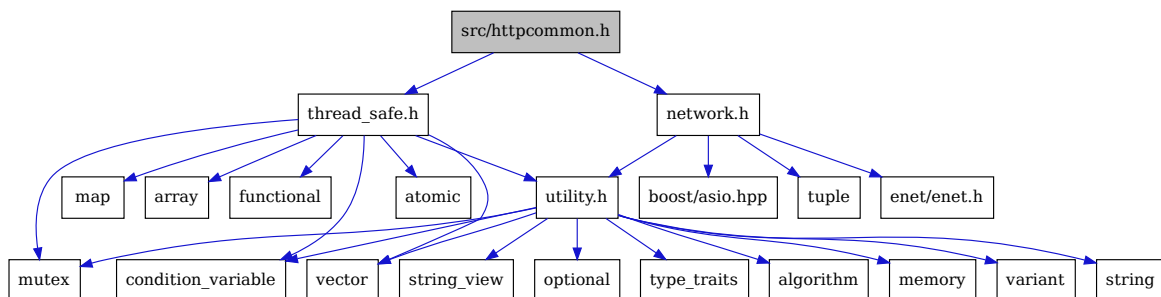 src/httpcommon.h
thread_safe.h
network.h
map
array
functional
atomic
utility.h
boost/asio.hpp
tuple
enet/enet.h
mutex
condition_variable
vector
string_view
optional
type_traits
algorithm
memory
variant
string